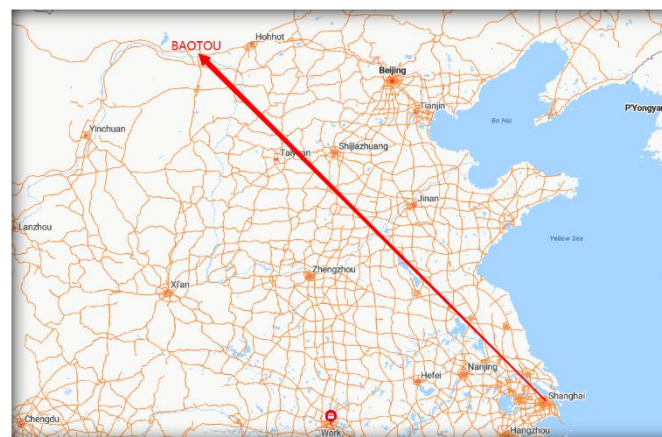 Hohhot
BAOTOU
Beijing
Tianjin
P'Yongyan
Bo Hai
Yinchuan
Taiyuan
Shijiazhuang
Jinan
Lanzhou
Yellow Sea
Zhengzhou
Xi'an
Nanjing
Hefei
Shanghai
Chengdu
Work
Hangzhou